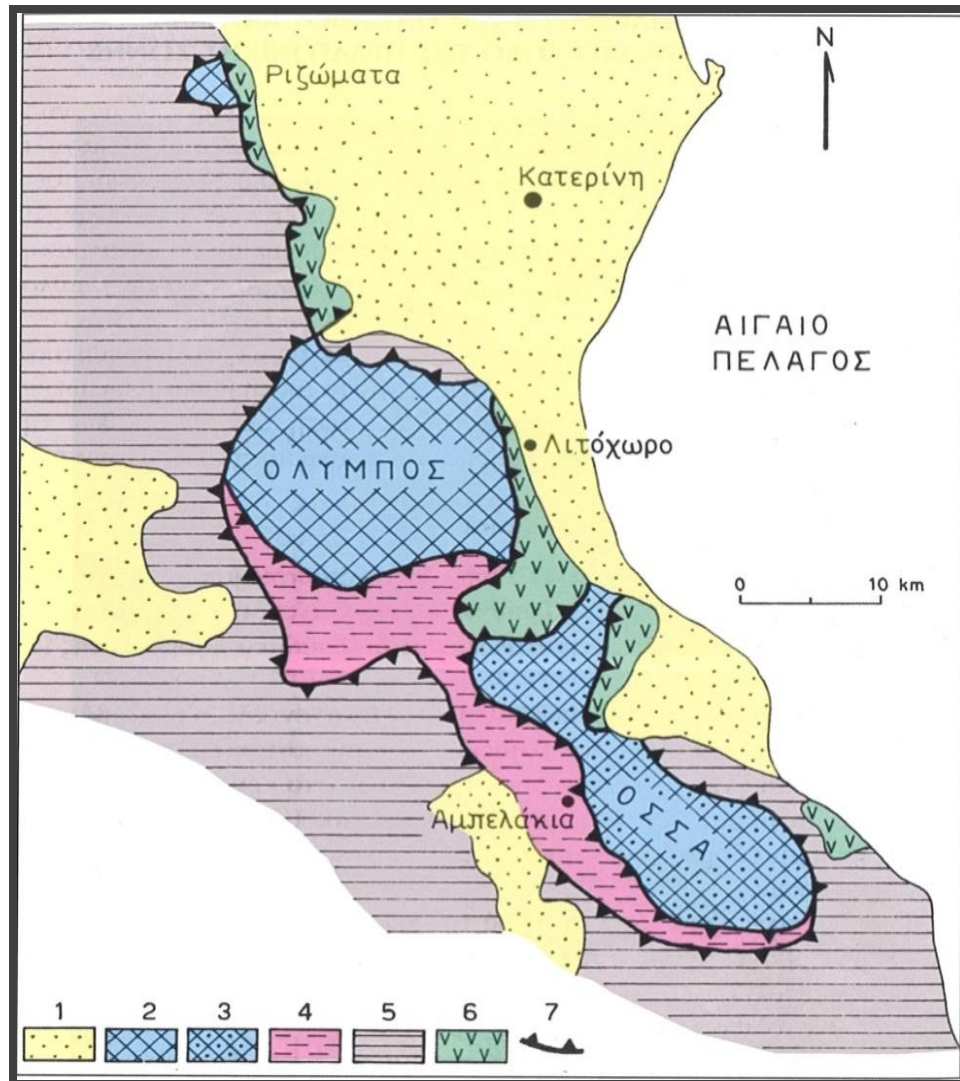 N
Ριζώματα
Κατερίνη
ΑΙΓΑΙΟ
ΠΕΛΑΓΟΣ
Λιτόχωρο
ΟΛΥΜΠΟΣ
0 10 km
Αμπελάκια
ΟΣΣΑ
1 2 3 4 5 6 7